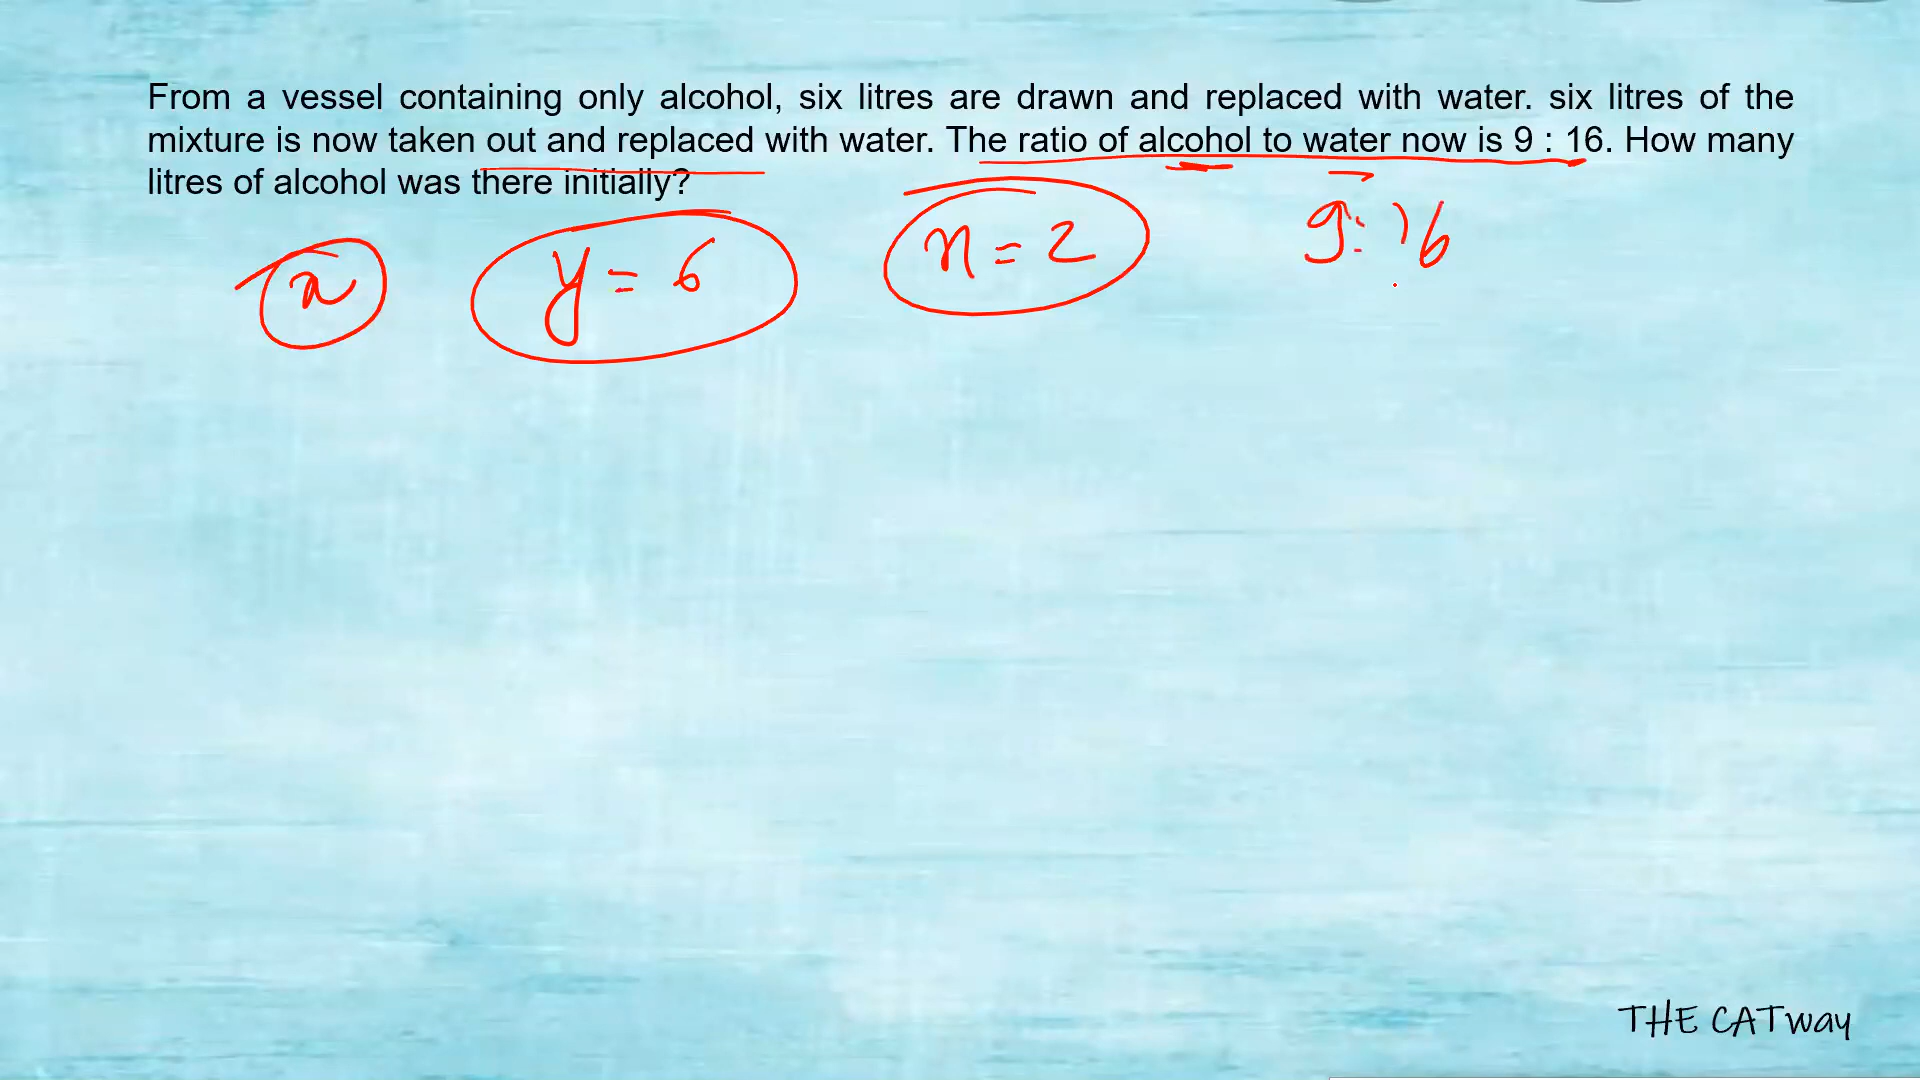 From a vessel containing only alcohol, six litres are drawn and replaced with water. six litres of the
mixture is now taken out and replaced with water. The ratio of alcohol to water now is 9 : 16. How many
litres of alcohol was there initially?
x y = 6 n = 2 9 : 16
THE CATway